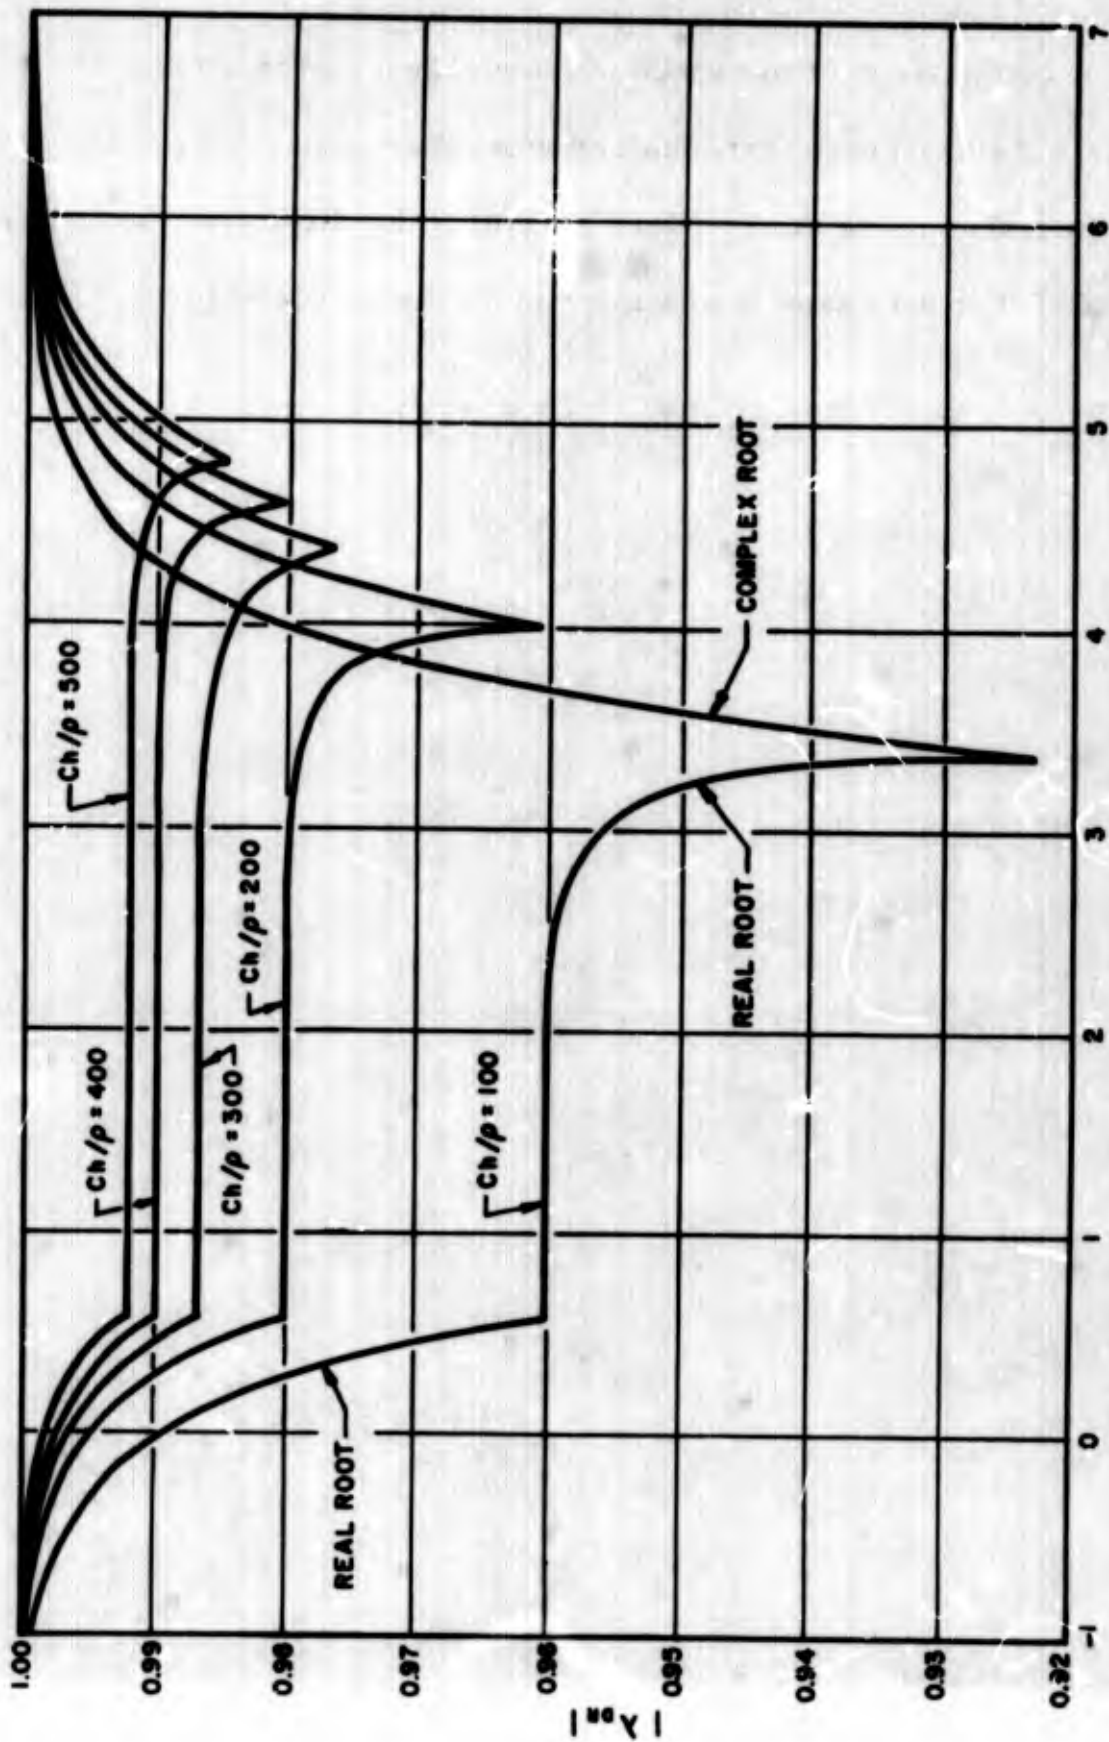 1.00
0.99
0.98
0.97
0.96
0.95
0.94
0.93
0.92
| λDR |
-1
0
1
2
3
4
5
6
7
Ch/ρ = 500
Ch/ρ = 400
Ch/ρ = 300
Ch/ρ = 200
Ch/ρ = 100
REAL ROOT
REAL ROOT
COMPLEX ROOT